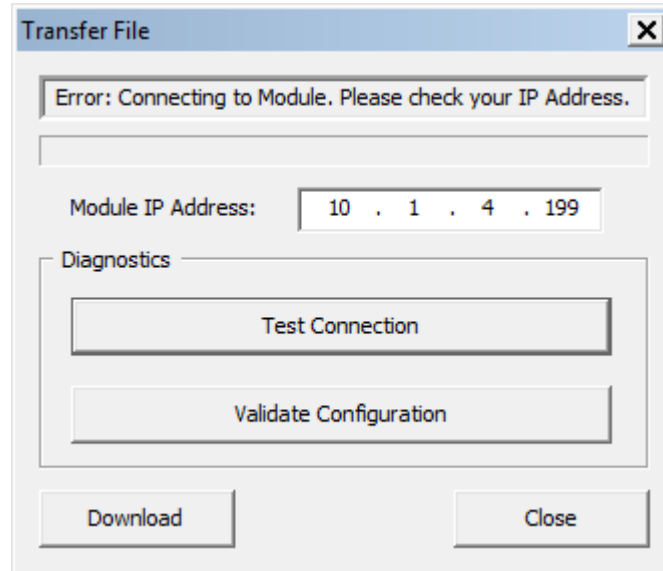 Transfer File
Error: Connecting to Module. Please check your IP Address.
Module IP Address: 10 . 1 . 4 . 199
Diagnostics
Test Connection
Validate Configuration
Download Close